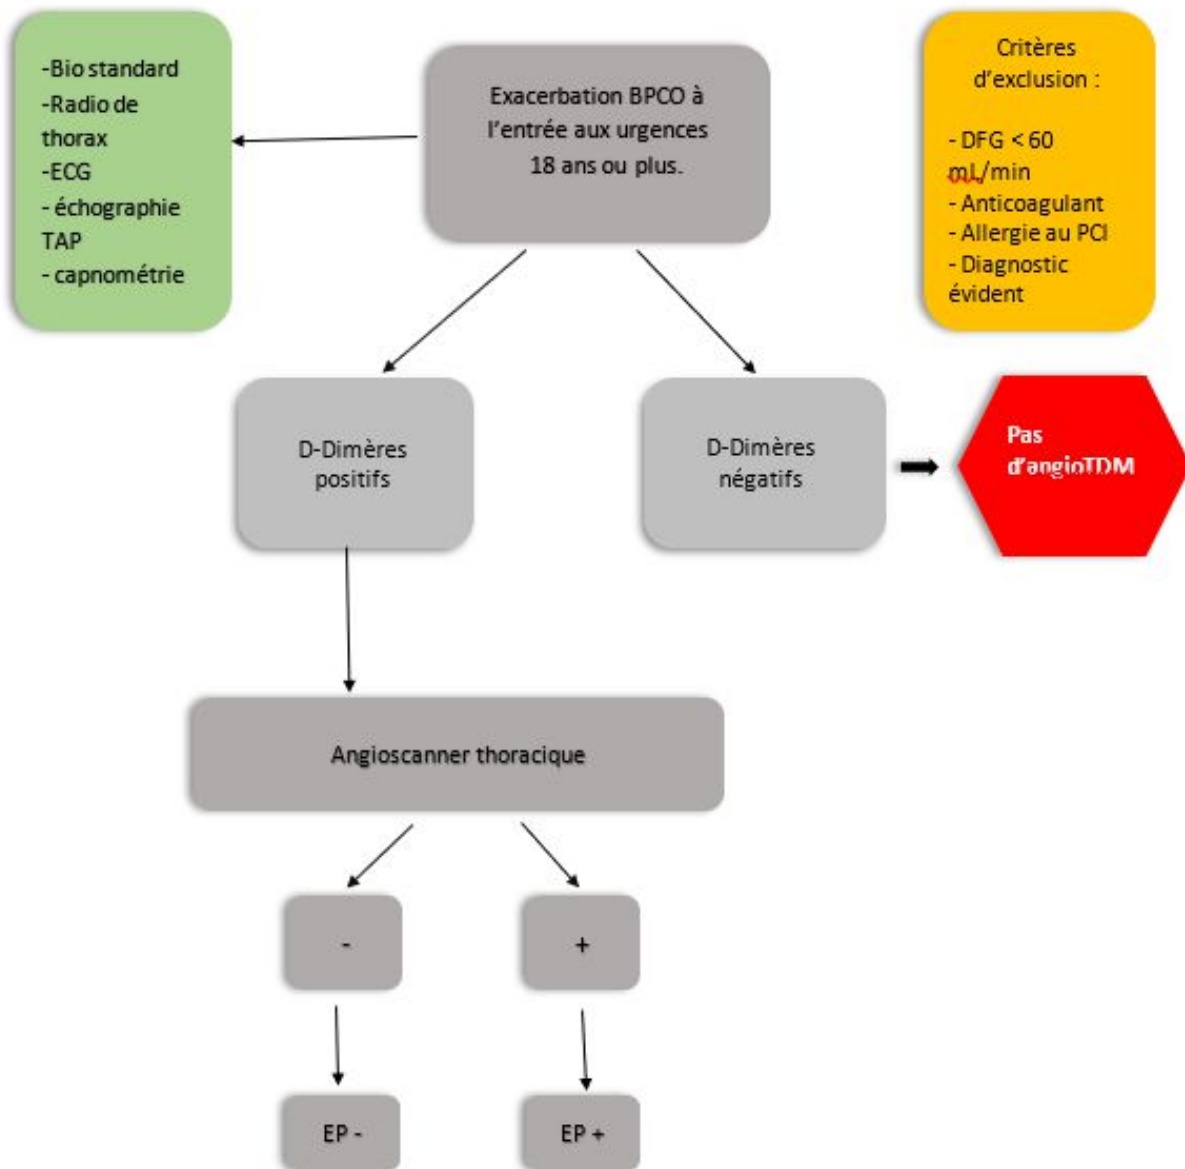 -Bio standard
-Radio de
thorax
-ECG
- échographie
TAP
- capnométrie
Exacerbation BPCO à
l'entrée aux urgences
18 ans ou plus.
Critères
d'exclusion :
- DFG < 60
mL/min
- Anticoagulant
- Allergie au PCI
- Diagnostic
évident
D-Dimères
positifs
D-Dimères
négatifs
Pas
d'angioTDM
Angioscanner thoracique
-
+
EP -
EP +